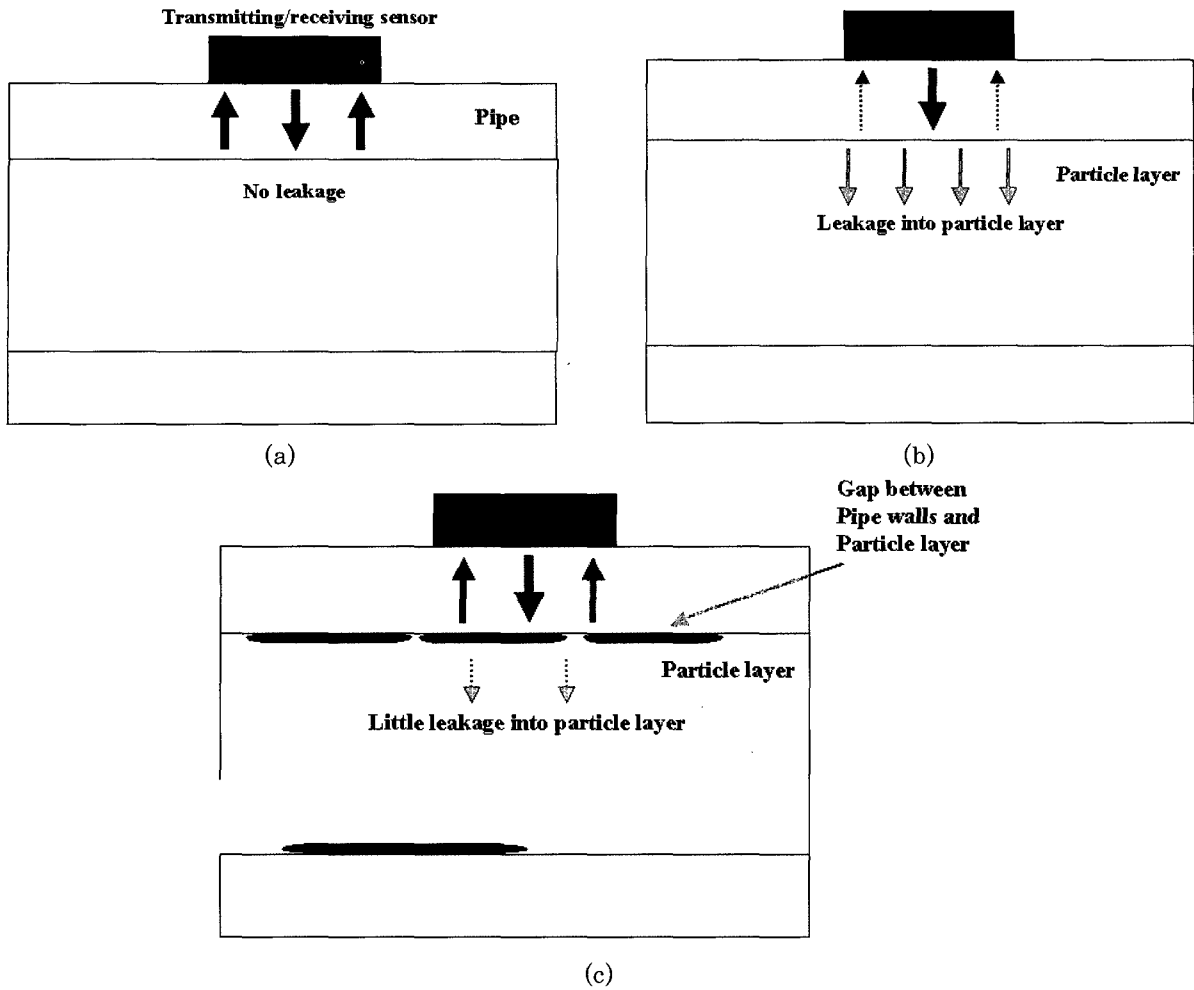 Transmitting/receiving sensor
Pipe
No leakage
(a)
Particle layer
Leakage into particle layer
(b)
Gap between
Pipe walls and
Particle layer
Particle layer
Little leakage into particle layer
(c)